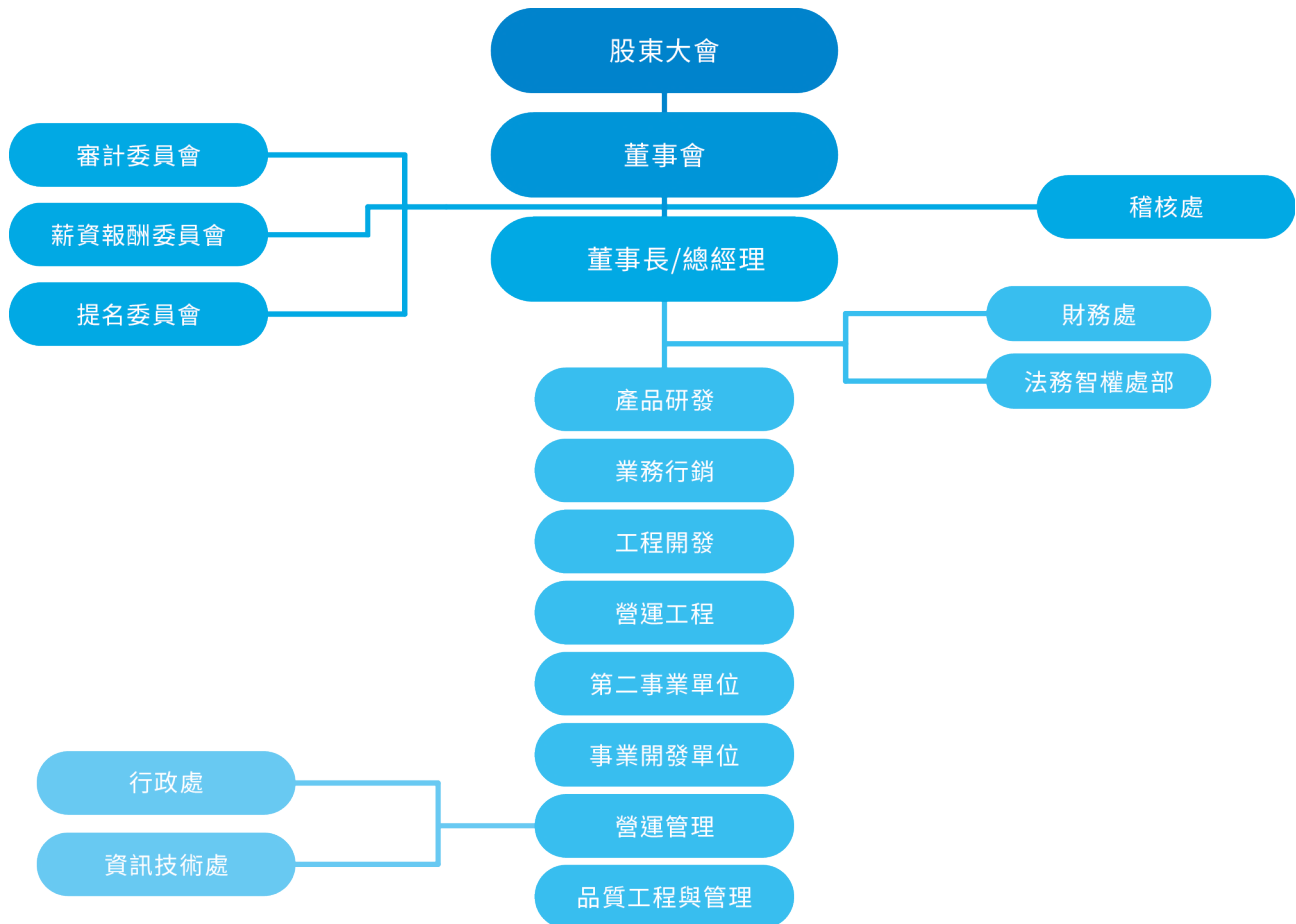 股東大會
董事會
審計委員會
薪資報酬委員會
提名委員會
稽核處
董事長/總經理
財務處
法務智權處部
產品研發
業務行銷
工程開發
營運工程
第二事業單位
事業開發單位
營運管理
行政處
資訊技術處
品質工程與管理